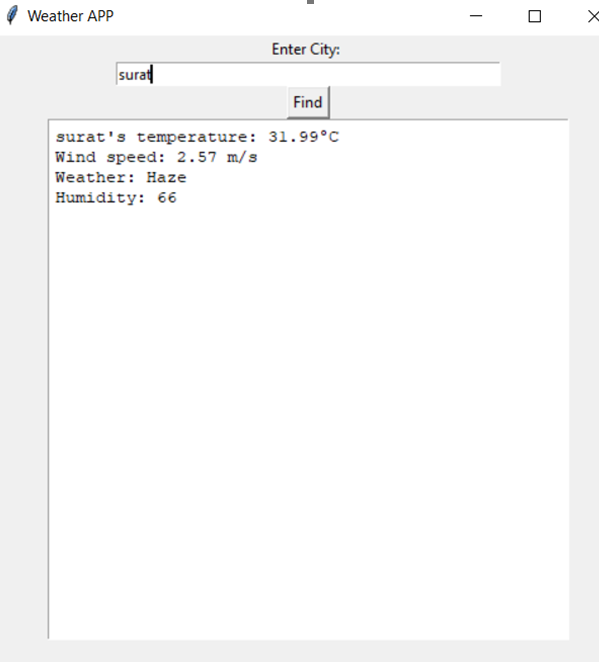 Weather APP
Enter City:
surat
Find
surat's temperature: 31.99°C
Wind speed: 2.57 m/s
Weather: Haze
Humidity: 66